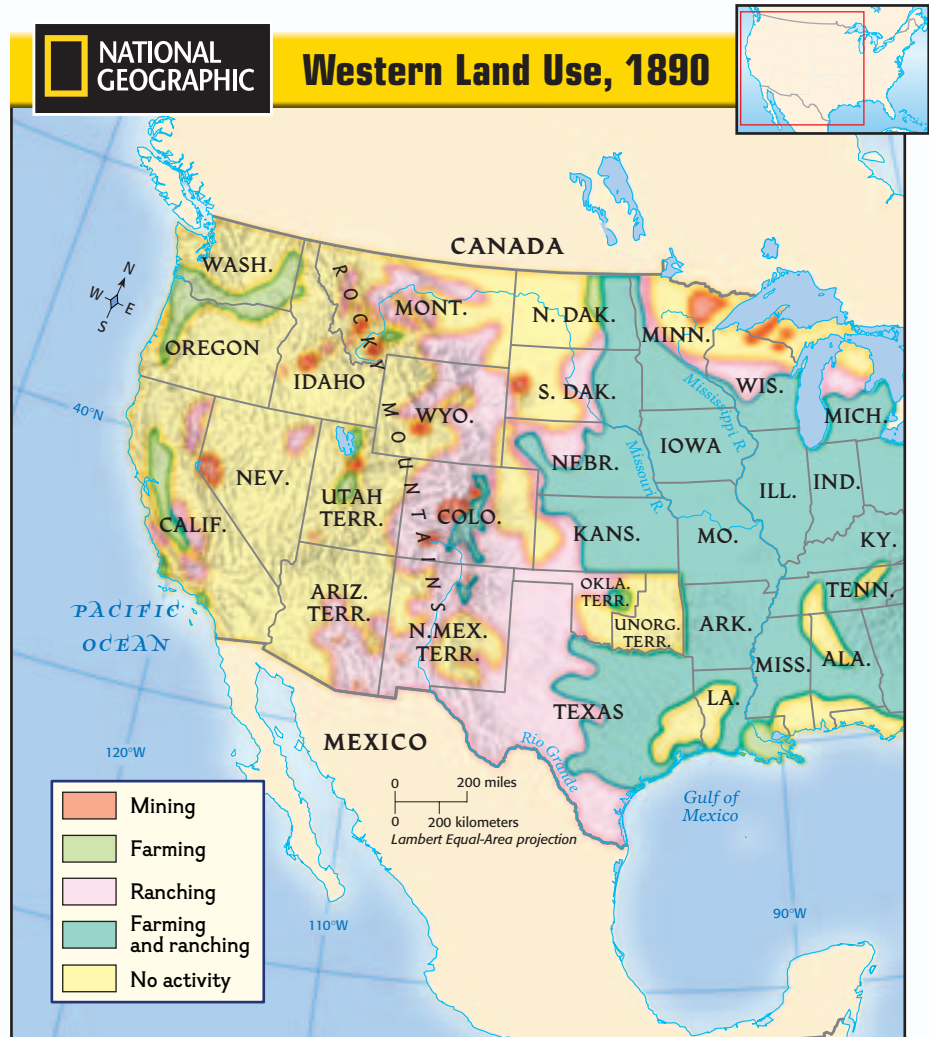 NATIONAL
GEOGRAPHIC
Western Land Use, 1890
CANADA
WASH.
ROCKY MOUNTAINS
MONT.
N. DAK.
MINN.
OREGON
IDAHO
S. DAK.
WIS.
MICH.
WYO.
Mississippi R.
Missouri R.
IOWA
NEBR.
NEV.
UTAH
TERR.
COLO.
ILL.
IND.
CALIF.
KANS.
MO.
KY.
ARIZ.
TERR.
N.MEX.
TERR.
OKLA.
TERR.
UNORG.
TERR.
ARK.
TENN.
MISS.
ALA.
TEXAS
LA.
N
W
E
S
40°N
PACIFIC
OCEAN
120°W
MEXICO
Rio Grande
Gulf of
Mexico
0
200 miles
0
200 kilometers
Lambert Equal-Area projection
110°W
90°W
Mining
Farming
Ranching
Farming
and ranching
No activity